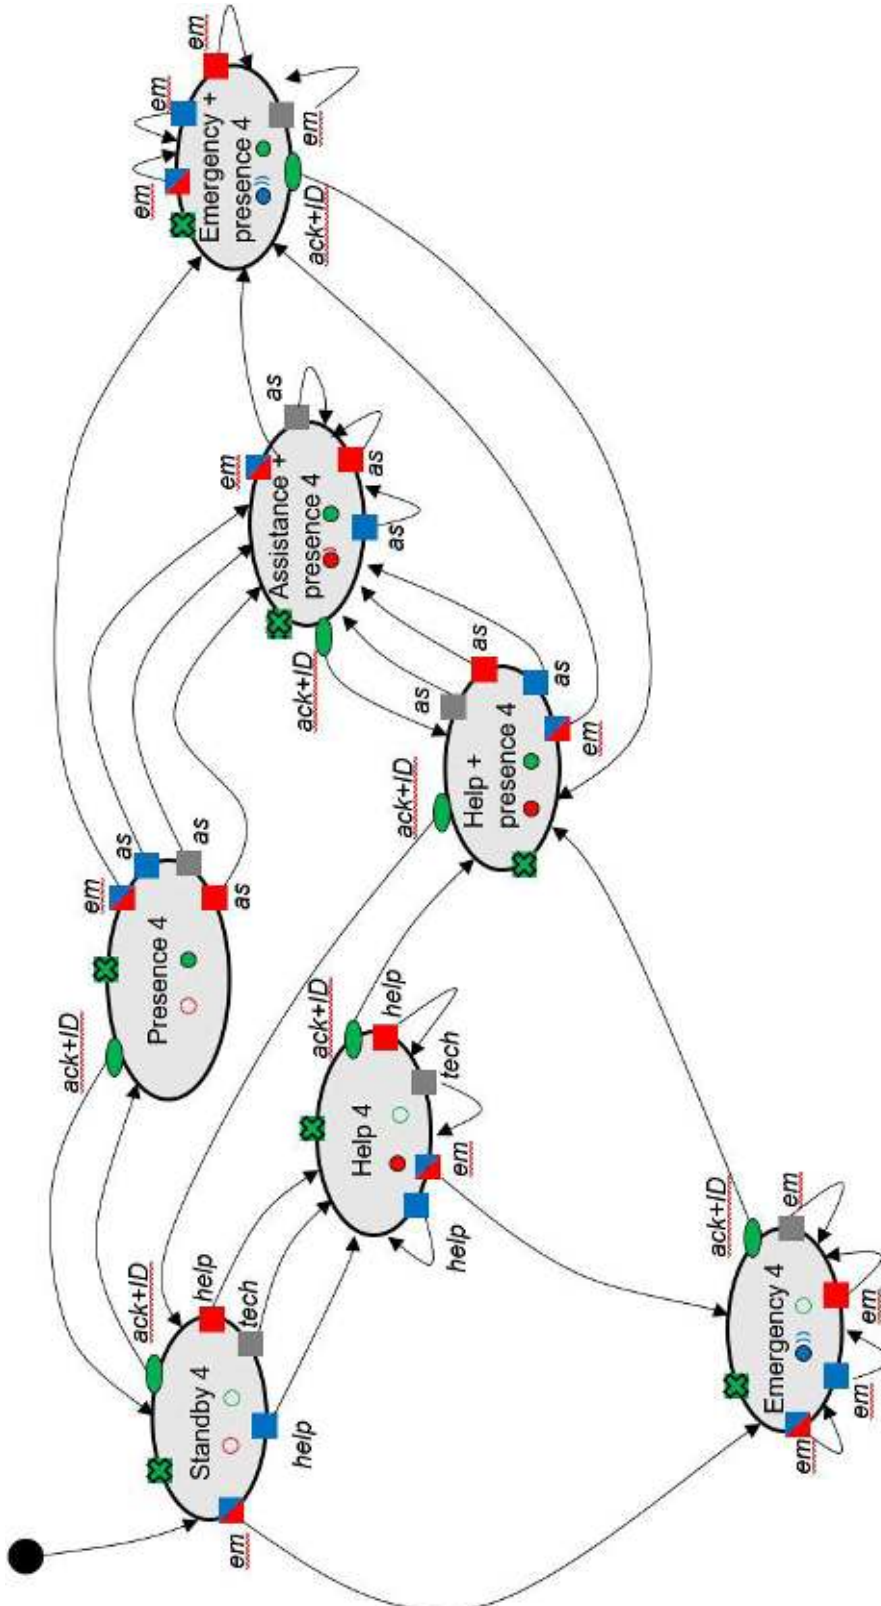 ack+ID
help
Standby 4
tech
em
help
ack+ID
em
as
Presence 4
as
as
ack+ID
help
Help 4
tech
help
em
ack+ID
as
Help +
as
presence 4
as
em
em
as
Assistance +
ack+ID
presence 4
as
as
em
em
em
Emergency +
presence 4
em
ack+ID
ack+ID
Emergency 4
em
em
em
em